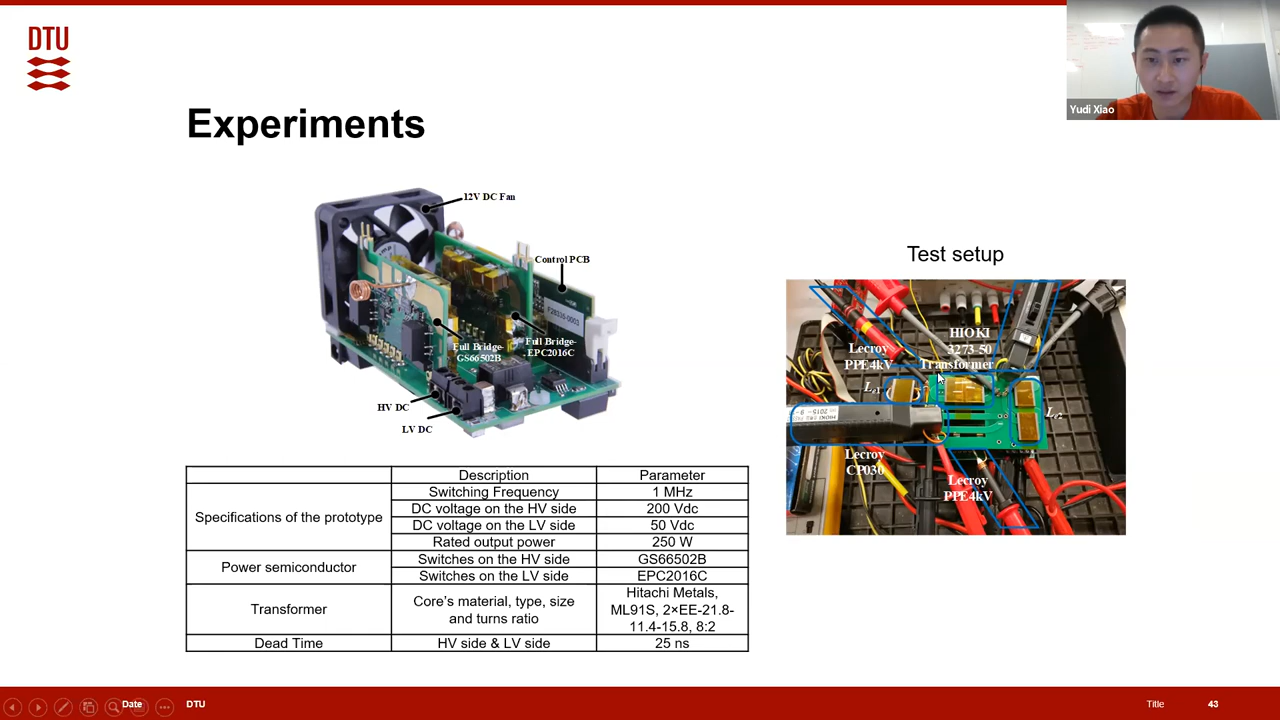 DTU
Yudi Xiao
Experiments
12V DC Fan
Control PCB
F28335-0003
Full Bridge-
GS66502B
Full Bridge-
EPC2016C
HV DC
LV DC
Test setup
HIOKI
3273-50
Lecroy
PPE4kV
Transformer
Lecroy
CP030
Lecroy
PPE4kV
Description Parameter
Specifications of the prototype
Switching Frequency 1 MHz
DC voltage on the HV side 200 Vdc
DC voltage on the LV side 50 Vdc
Rated output power 250 W
Power semiconductor
Switches on the HV side GS66502B
Switches on the LV side EPC2016C
Transformer
Core's material, type, size
and turns ratio
Hitachi Metals,
ML91S, 2×EE-21.8-
11.4-15.8, 8:2
Dead Time HV side & LV side 25 ns
Date DTU Title 43